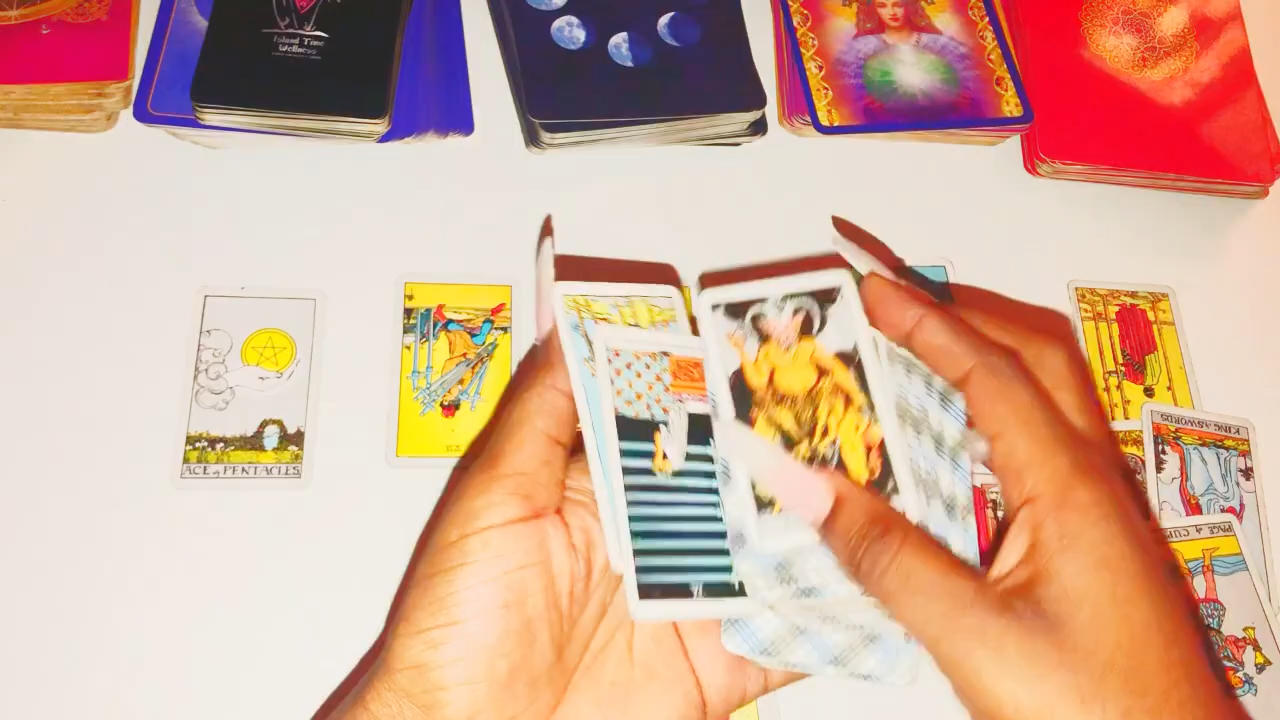 Island Time
Wellness
ACE of PENTACLES
KING of SWORDS
PAGE of CUPS